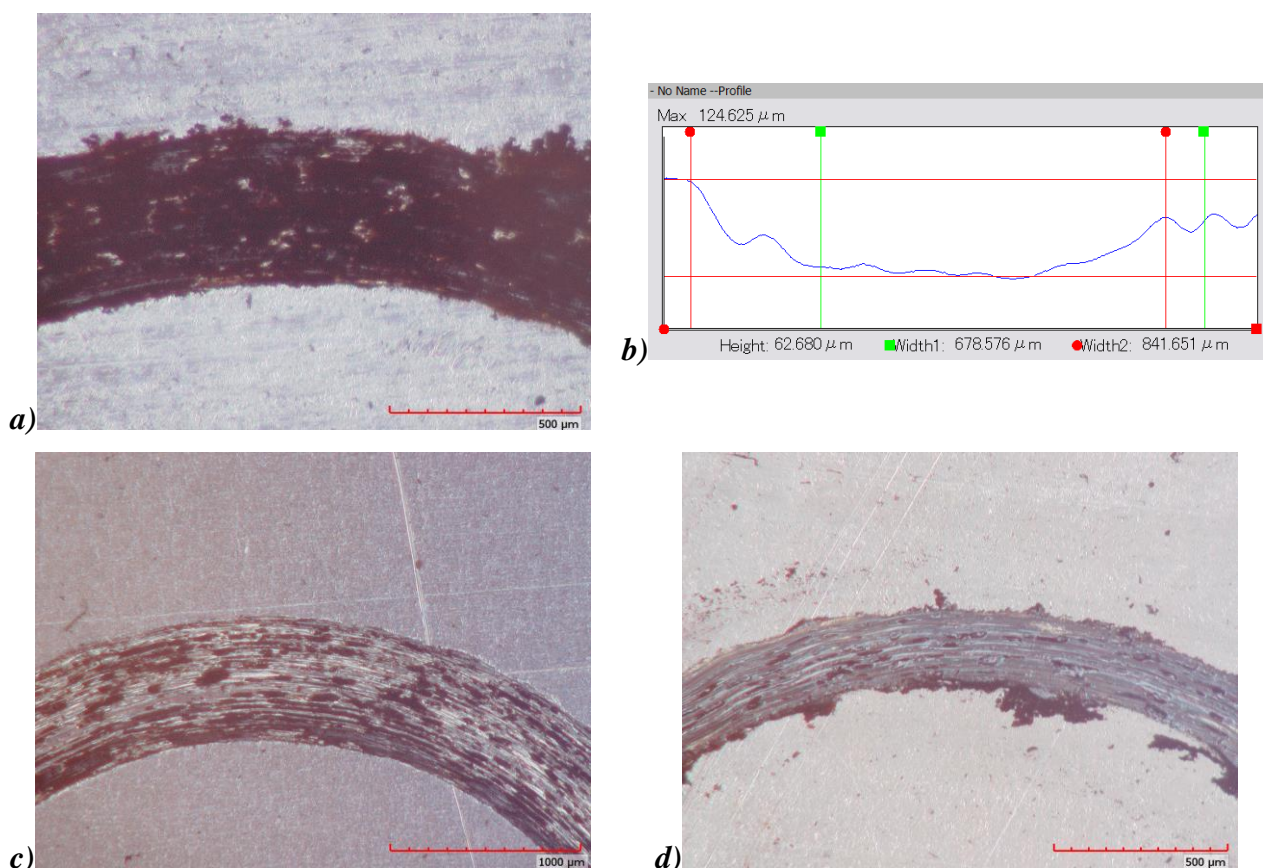 a)
500 µm
- No Name --Profile
Max 124.625 µm
Height: 62.680 µm Width1: 678.576 µm Width2: 841.651 µm
b)
c)
1000 µm
d)
500 µm